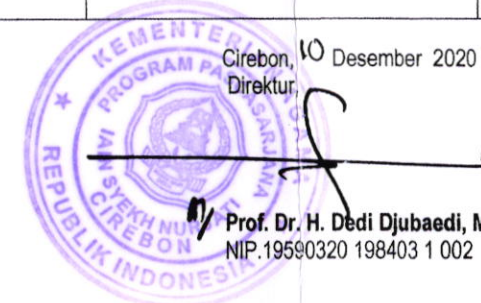 KEMENTERIAN AGAMA
PROGRAM PASCASARJANA
IAIN SYEKH NURJATI
CIREBON
REPUBLIK INDONESIA
Cirebon, 10 Desember 2020
Direktur,
Prof. Dr. H. Dedi Djubaedi, M
NIP.19590320 198403 1 002